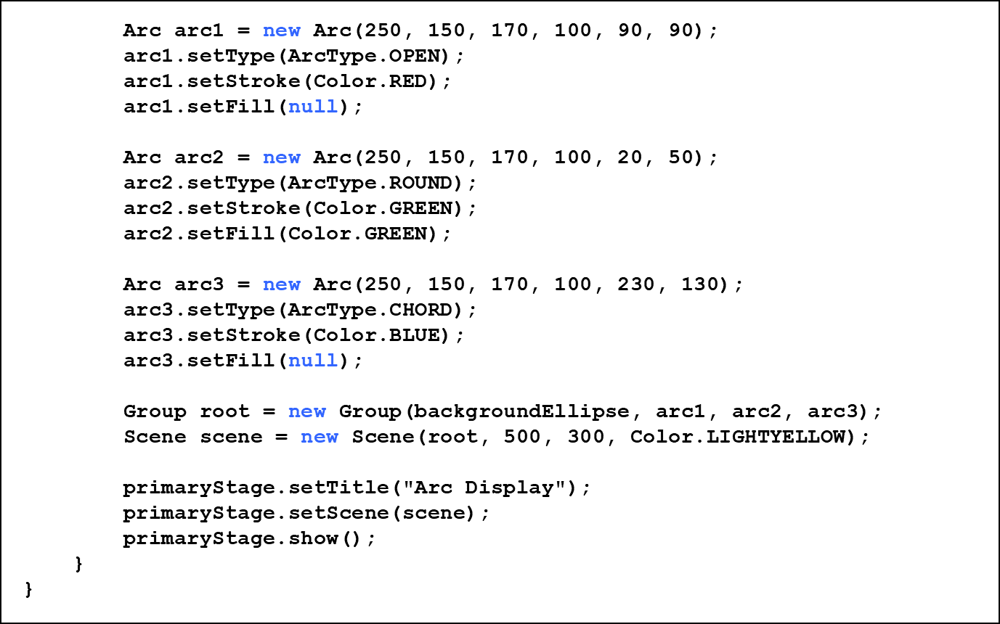 Arc arc1 = new Arc(250, 150, 170, 100, 90, 90);
arc1.setType(ArcType.OPEN);
arc1.setStroke(Color.RED);
arc1.setFill(null);
Arc arc2 = new Arc(250, 150, 170, 100, 20, 50);
arc2.setType(ArcType.ROUND);
arc2.setStroke(Color.GREEN);
arc2.setFill(Color.GREEN);
Arc arc3 = new Arc(250, 150, 170, 100, 230, 130);
arc3.setType(ArcType.CHORD);
arc3.setStroke(Color.BLUE);
arc3.setFill(null);
Group root = new Group(backgroundEllipse, arc1, arc2, arc3);
Scene scene = new Scene(root, 500, 300, Color.LIGHTYELLOW);
primaryStage.setTitle("Arc Display");
primaryStage.setScene(scene);
primaryStage.show();
}
}